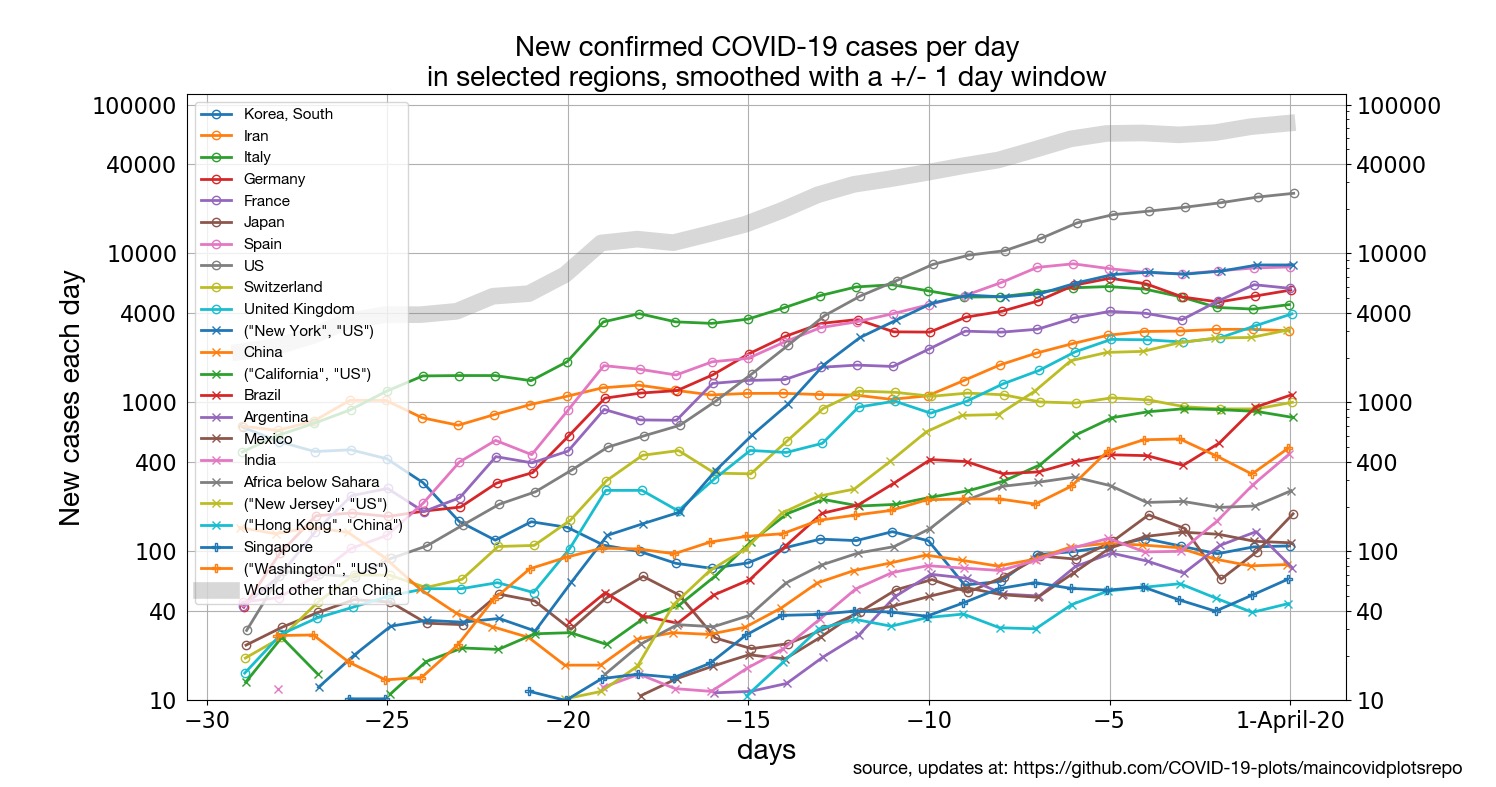 New confirmed COVID-19 cases per day
in selected regions, smoothed with a +/- 1 day window
New cases each day
100000
40000
10000
4000
1000
400
100
40
10
Korea, South
Iran
Italy
Germany
France
Japan
Spain
US
Switzerland
United Kingdom
("New York", "US")
China
("California", "US")
Brazil
Argentina
Mexico
India
Africa below Sahara
("New Jersey", "US")
("Hong Kong", "China")
Singapore
("Washington", "US")
World other than China
100000
40000
10000
4000
1000
400
100
40
10
−30
−25
−20
−15
−10
−5
1-April-20
days
source, updates at: https://github.com/COVID-19-plots/maincovidplotsrepo